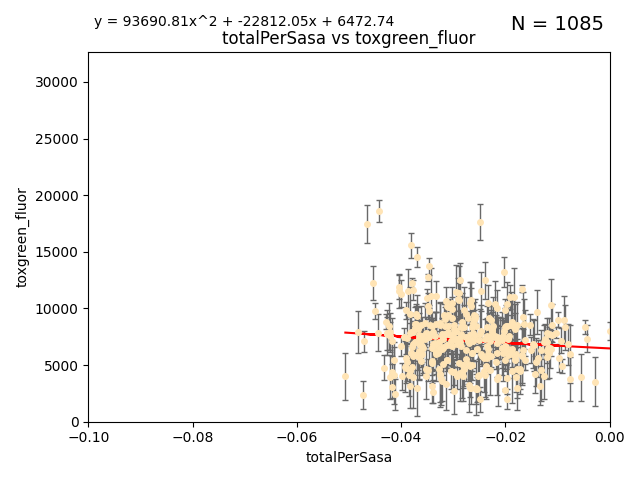 y = 93690.81x^2 + -22812.05x + 6472.74
N = 1085
totalPerSasa vs toxgreen_fluor
30000
25000
20000
15000
10000
5000
0
toxgreen_fluor
−0.10
−0.08
−0.06
−0.04
−0.02
0.00
totalPerSasa